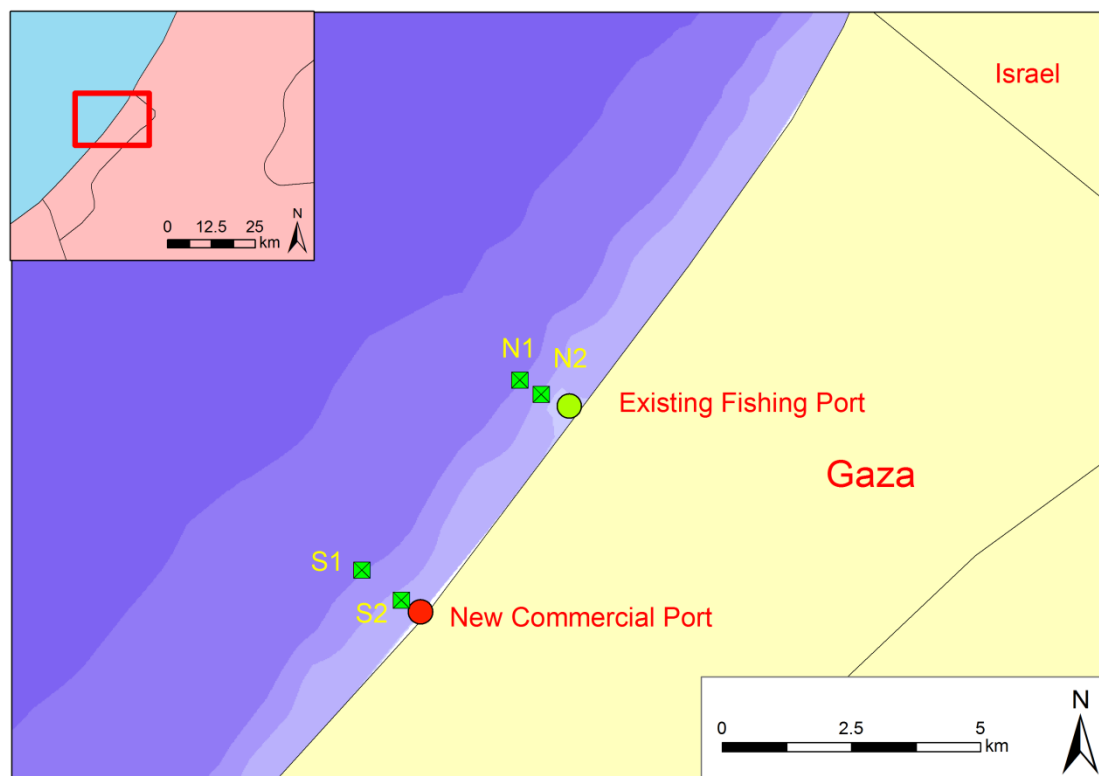 Israel
N
0 12.5 25
km
N1
N2
Existing Fishing Port
Gaza
S1
S2
New Commercial Port
N
0 2.5 5
km